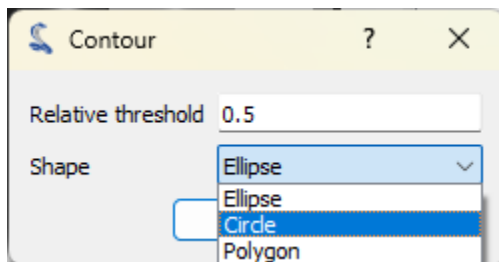 Contour ?
Relative threshold 0.5
Shape Ellipse
Ellipse
Circle
Polygon